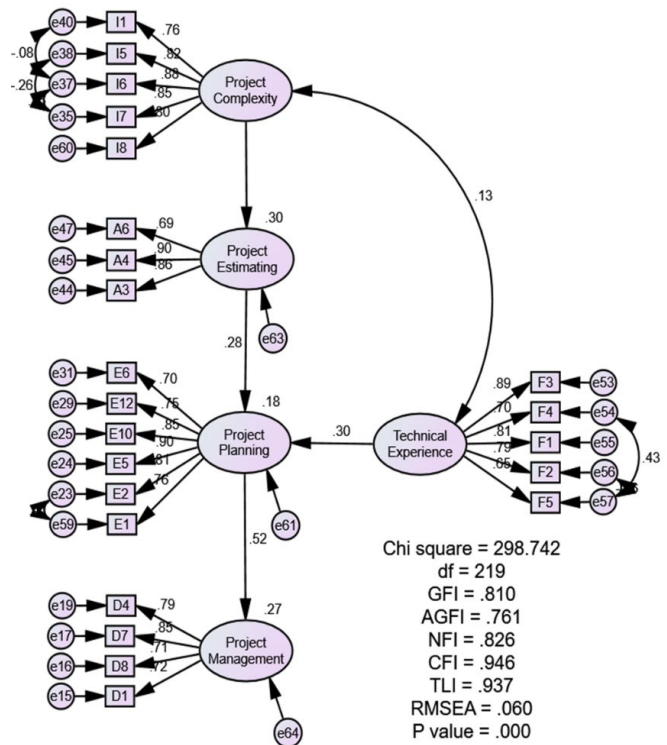 e40 I1 .76
e38 I5 .82
-.08
e37 I6 .88
-.26
e35 I7 .85
e60 I8 .80
Project
Complexity
.13
.30
e47 A6 .69
e45 A4 .90
e44 A3 .86
Project
Estimating
e63
.28
e31 E6 .70
e29 E12 .75
e25 E10 .85
e24 E5 .90
e23 E2 .81
e59 E1 .76
.18
Project
Planning
e61
.30
Technical
Experience
.89 F3 e53
.70 F4 e54
.81 F1 e55
.79 F2 e56
.65 F5 e57
.43
.52
.27
e19 D4 .79
e17 D7 .85
e16 D8 .71
e15 D1 .72
Project
Management
e64
Chi square = 298.742
df = 219
GFI = .810
AGFI = .761
NFI = .826
CFI = .946
TLI = .937
RMSEA = .060
P value = .000